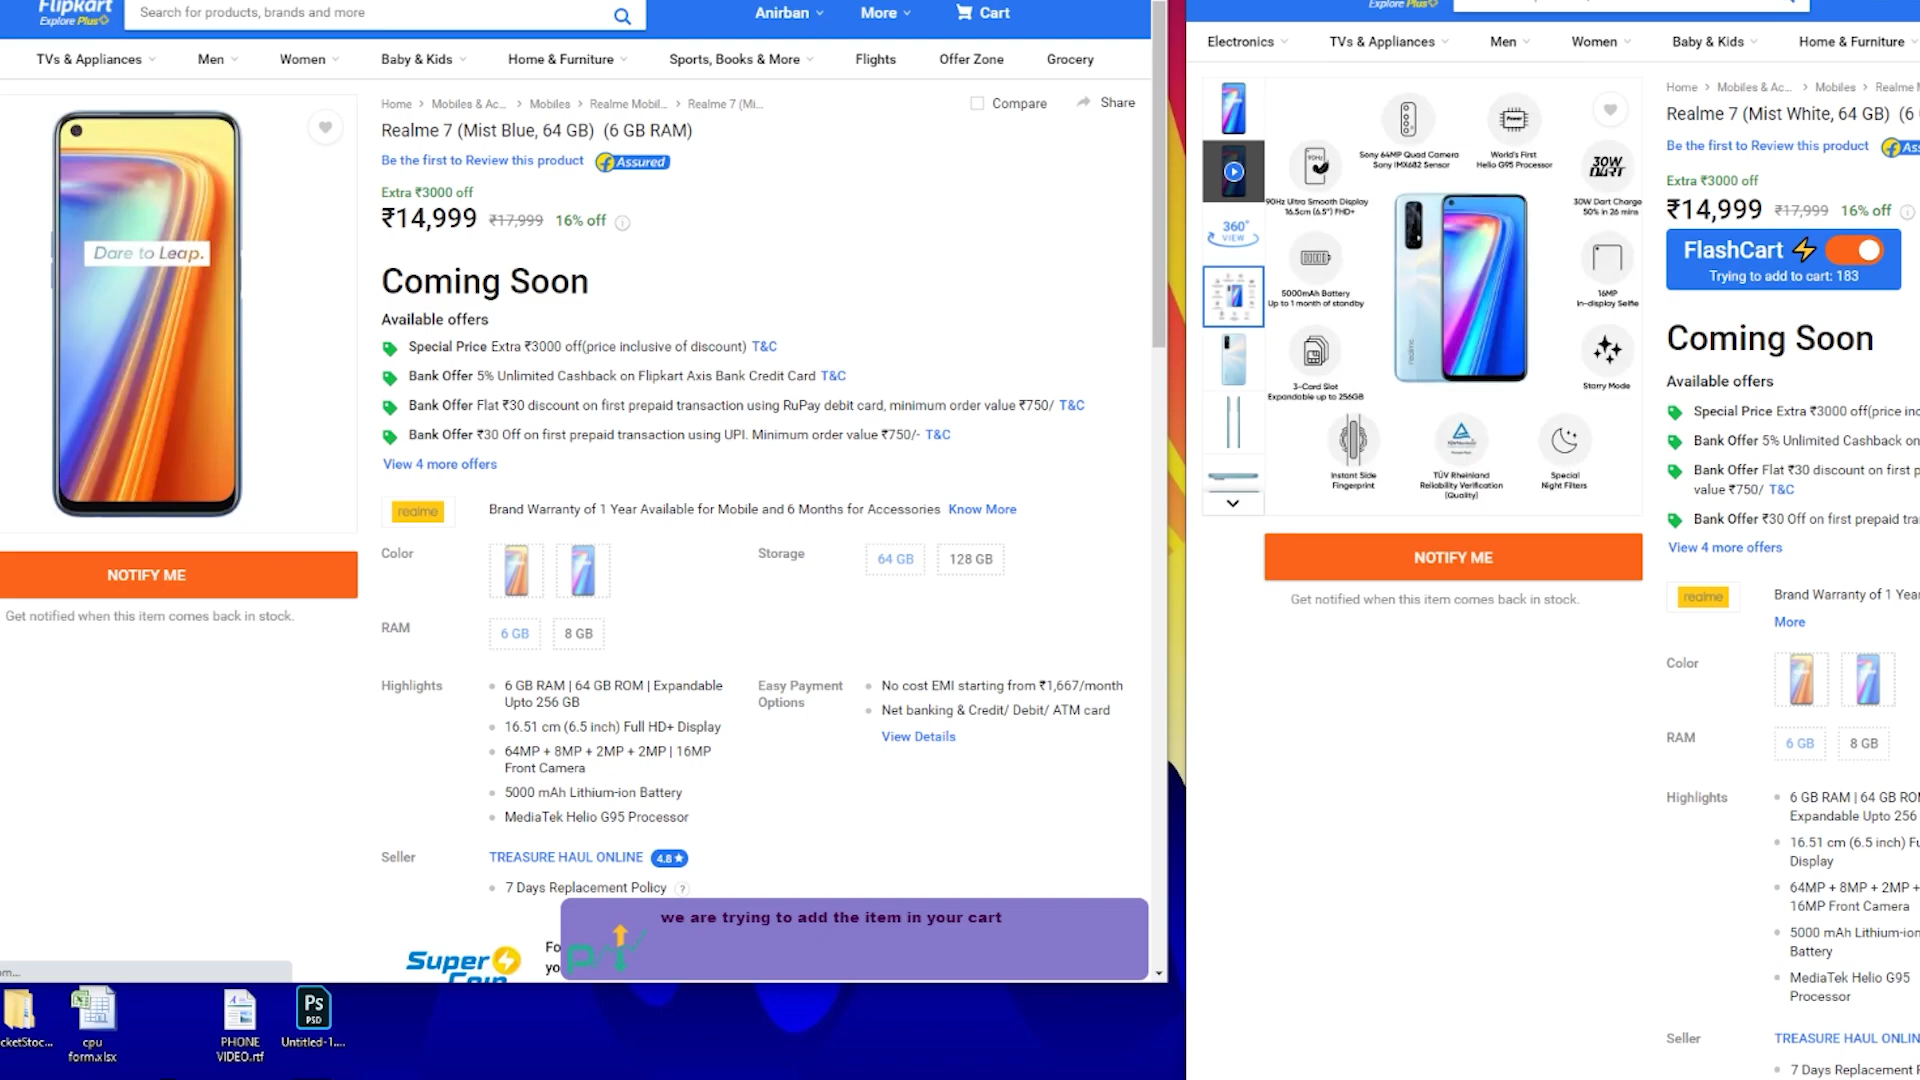 Flipkart
Explore Plus
Search for products, brands and more
Anirban
More
Cart
TVs & Appliances
Men
Women
Baby & Kids
Home & Furniture
Sports, Books & More
Flights
Offer Zone
Grocery
Home > Mobiles & Ac... > Mobiles > Realme Mobil... > Realme 7 (Mi...
Compare
Share
Realme 7 (Mist Blue, 64 GB) (6 GB RAM)
Be the first to Review this product
Assured
Extra ₹3000 off
₹14,999 ₹17,999 16% off
Dare to Leap.
Coming Soon
Available offers
Special Price Extra ₹3000 off(price inclusive of discount) T&C
Bank Offer 5% Unlimited Cashback on Flipkart Axis Bank Credit Card T&C
Bank Offer Flat ₹30 discount on first prepaid transaction using RuPay debit card, minimum order value ₹750/ T&C
Bank Offer ₹30 Off on first prepaid transaction using UPI. Minimum order value ₹750/- T&C
View 4 more offers
realme
Brand Warranty of 1 Year Available for Mobile and 6 Months for Accessories Know More
NOTIFY ME
Get notified when this item comes back in stock.
Color
Storage
64 GB
128 GB
RAM
6 GB
8 GB
Highlights
6 GB RAM | 64 GB ROM | Expandable
Upto 256 GB
16.51 cm (6.5 inch) Full HD+ Display
64MP + 8MP + 2MP + 2MP | 16MP
Front Camera
5000 mAh Lithium-ion Battery
MediaTek Helio G95 Processor
Easy Payment
Options
No cost EMI starting from ₹1,667/month
Net banking & Credit/ Debit/ ATM card
View Details
Seller
TREASURE HAUL ONLINE
4.8★
7 Days Replacement Policy ?
we are trying to add the item in your cart
Super
Coin
Fo
yo
om...
cketStoc...
cpu
form.xlsx
PHONE
VIDEO.rtf
Ps
PSD
Untitled-1....
Explore Plus
Electronics
TVs & Appliances
Men
Women
Baby & Kids
Home & Furniture
Home > Mobiles & Ac... > Mobiles > Realme M
Realme 7 (Mist White, 64 GB) (6
Be the first to Review this product
Ass
Extra ₹3000 off
₹14,999 ₹17,999 16% off
FlashCart
Trying to add to cart: 183
360°
VIEW
Sony 64MP Quad Camera
Sony IMX682 Sensor
Power
World's First
Helio G95 Processor
90Hz
90Hz Ultra Smooth Display
16.5cm (6.5") FHD+
30W
DART
30W Dart Charge
50% in 26 mins
5000mAh Battery
Up to 1 month of standby
16MP
In-display Selfie
3-Card Slot
Expandable up to 256GB
Starry Mode
realme
Instant Side
Fingerprint
TÜV Rheinland
Reliability Verification
(Quality)
Special
Night Filters
NOTIFY ME
Get notified when this item comes back in stock.
Coming Soon
Available offers
Special Price Extra ₹3000 off(price inc
Bank Offer 5% Unlimited Cashback on
Bank Offer Flat ₹30 discount on first p
value ₹750/ T&C
Bank Offer ₹30 Off on first prepaid tra
View 4 more offers
realme
Brand Warranty of 1 Year
More
Color
RAM
6 GB
8 GB
Highlights
6 GB RAM | 64 GB ROM
Expandable Upto 256
16.51 cm (6.5 inch) Fu
Display
64MP + 8MP + 2MP +
16MP Front Camera
5000 mAh Lithium-ion
Battery
MediaTek Helio G95
Processor
Seller
TREASURE HAUL ONLIN
7 Days Replacement P